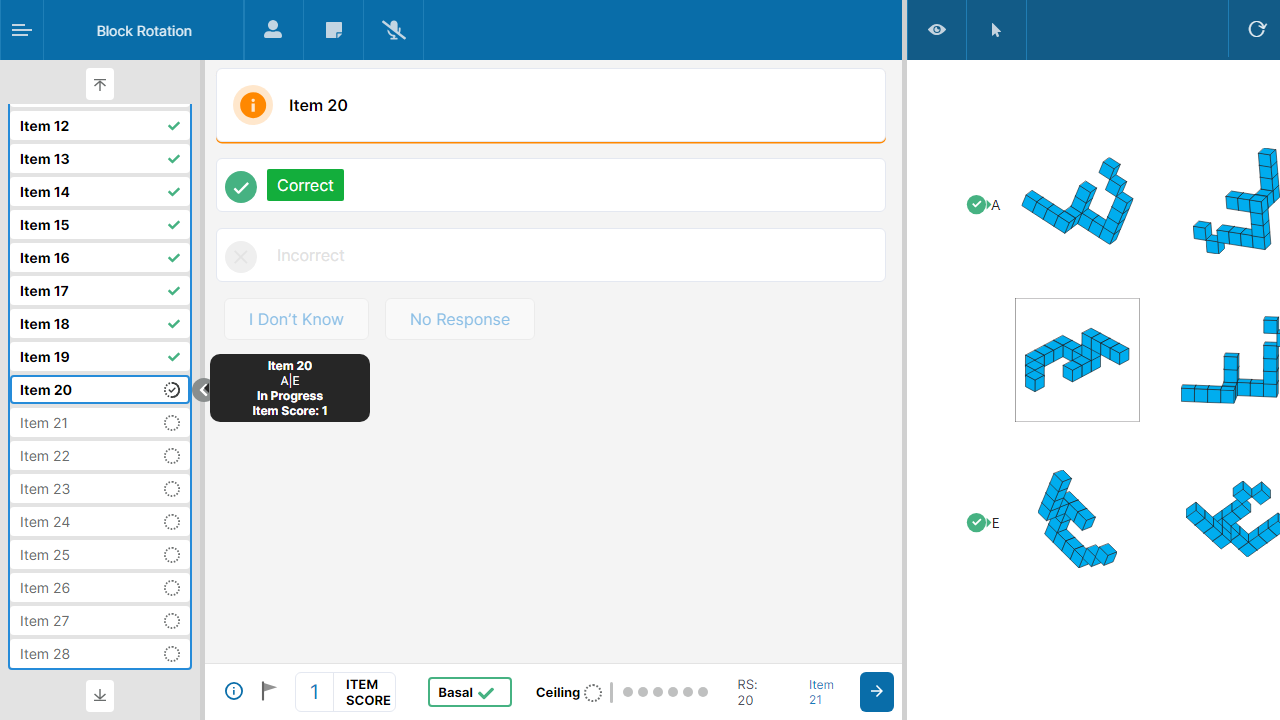 Block Rotation
Item 12
Item 13
Item 14
Item 15
Item 16
Item 17
Item 18
Item 19
Item 20
Item 21
Item 22
Item 23
Item 24
Item 25
Item 26
Item 27
Item 28
Item 20
Correct
Incorrect
I Don't Know
No Response
Item 20
A|E
In Progress
Item Score: 1
1
ITEM
SCORE
Basal
Ceiling
RS:
20
Item
21
A
E